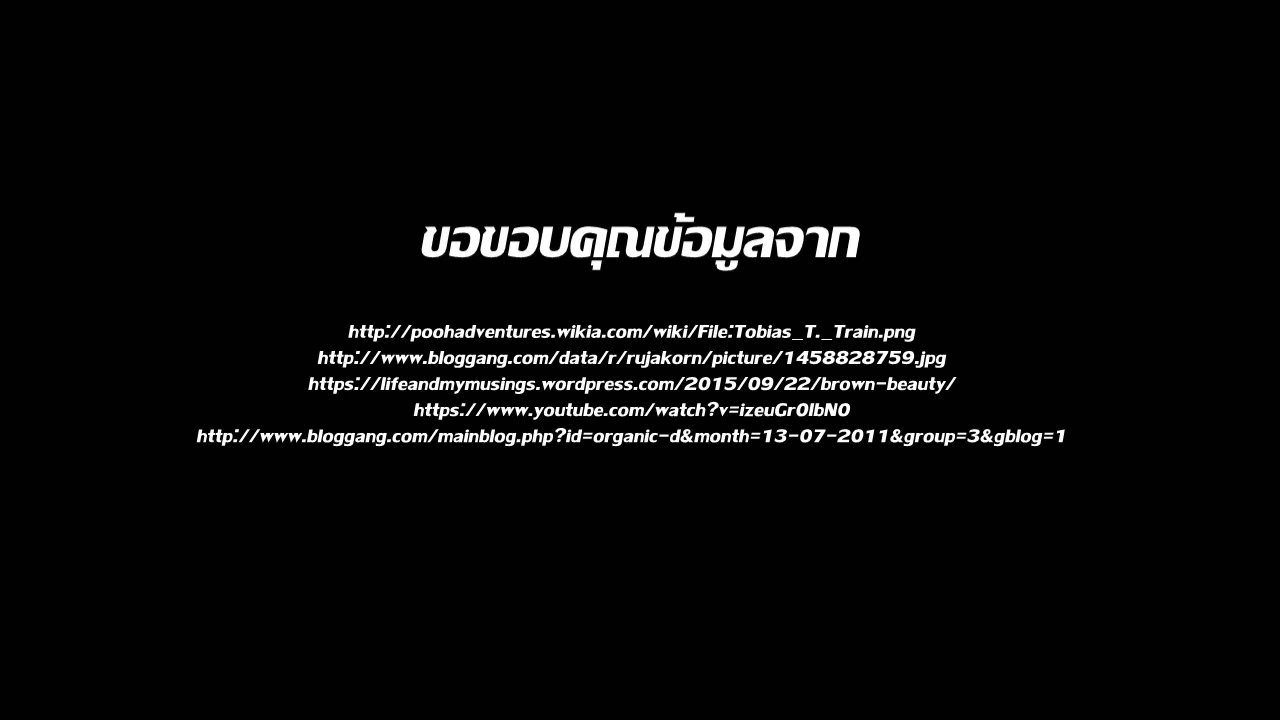 ขอขอบคุณข้อมูลจาก
http://poohadventures.wikia.com/wiki/File:Tobias_T._Train.png
http://www.bloggang.com/data/r/rujakorn/picture/1458828759.jpg
https://lifeandmymusings.wordpress.com/2015/09/22/brown-beauty/
https://www.youtube.com/watch?v=izeuGr0IbN0
http://www.bloggang.com/mainblog.php?id=organic-d&month=13-07-2011&group=3&gblog=1